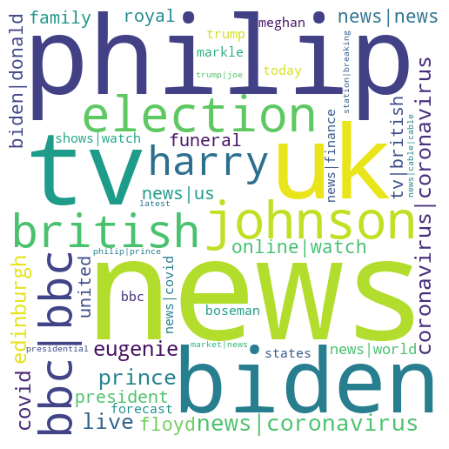 family
royal
meghan
news|news
trump
markle
trump|joe
today
station|breaking
biden|donald
philip
election
shows|watch
funeral
harry
tv
uk
news|finance
tv|british
news|cable|cable
coronavirus|coronavirus
news|us
latest
british
johnson
online|watch
philip|prince
edinburgh
bbc|bbc
united
bbc
news|covid
news
boseman
presidential
eugenie
market|news
states
news|world
covid
prince
biden
president
forecast
live
floyd
news|coronavirus